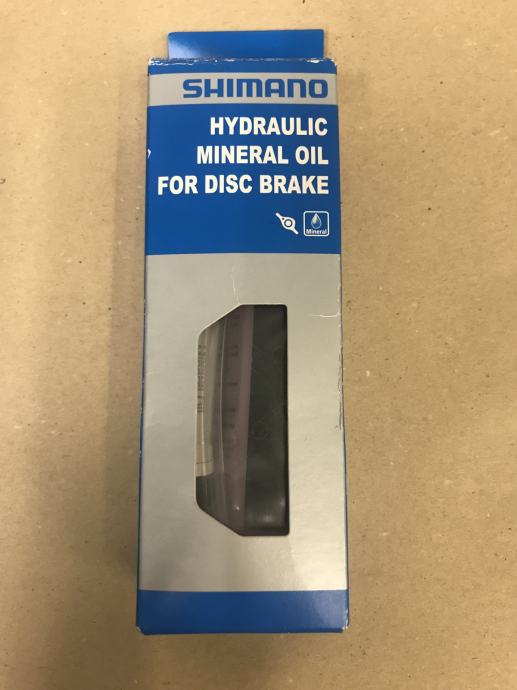 SHIMANO
HYDRAULIC
MINERAL OIL
FOR DISC BRAKE
Mineral